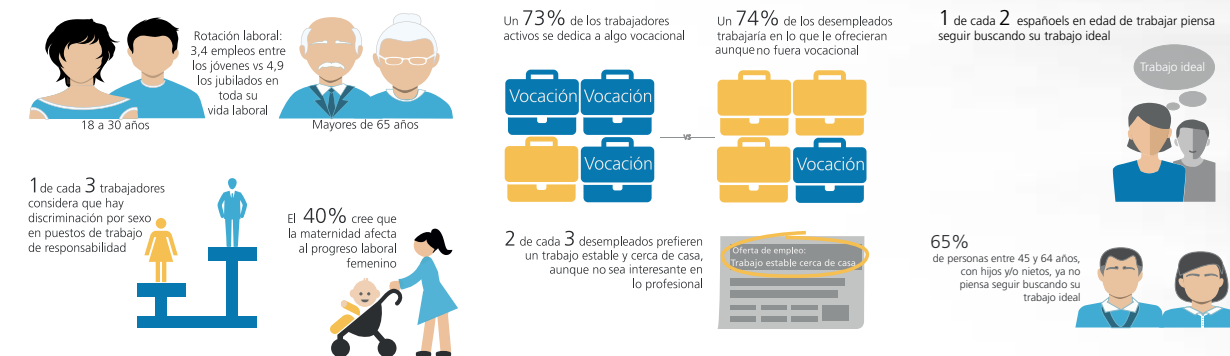 Rotación laboral:
3,4 empleos entre
los jóvenes vs 4,9
los jubilados en
toda su
vida laboral
18 a 30 años
Mayores de 65 años
1 de cada 3 trabajadores
considera que hay
discriminación por sexo
en puestos de trabajo
de responsabilidad
El 40% cree que
la maternidad afecta
al progreso laboral
femenino
Un 73% de los trabajadores
activos se dedica a algo vocacional
Vocación
Vocación
Vocación
vs
Un 74% de los desempleados
trabajaría en lo que le ofrecieran
aunque no fuera vocacional
Vocación
2 de cada 3 desempleados prefieren
un trabajo estable y cerca de casa,
aunque no sea interesante en
lo profesional
Oferta de empleo:
Trabajo estable cerca de casa
1 de cada 2 españoels en edad de trabajar piensa
seguir buscando su trabajo ideal
Trabajo ideal
65%
de personas entre 45 y 64 años,
con hijos y/o nietos, ya no
piensa seguir buscando su
trabajo ideal